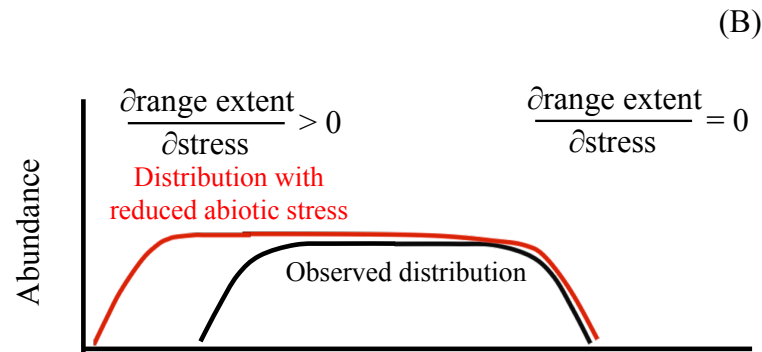 (B)
∂range extent
∂stress
> 0
∂range extent
∂stress
= 0
Distribution with
reduced abiotic stress
Observed distribution
Abundance